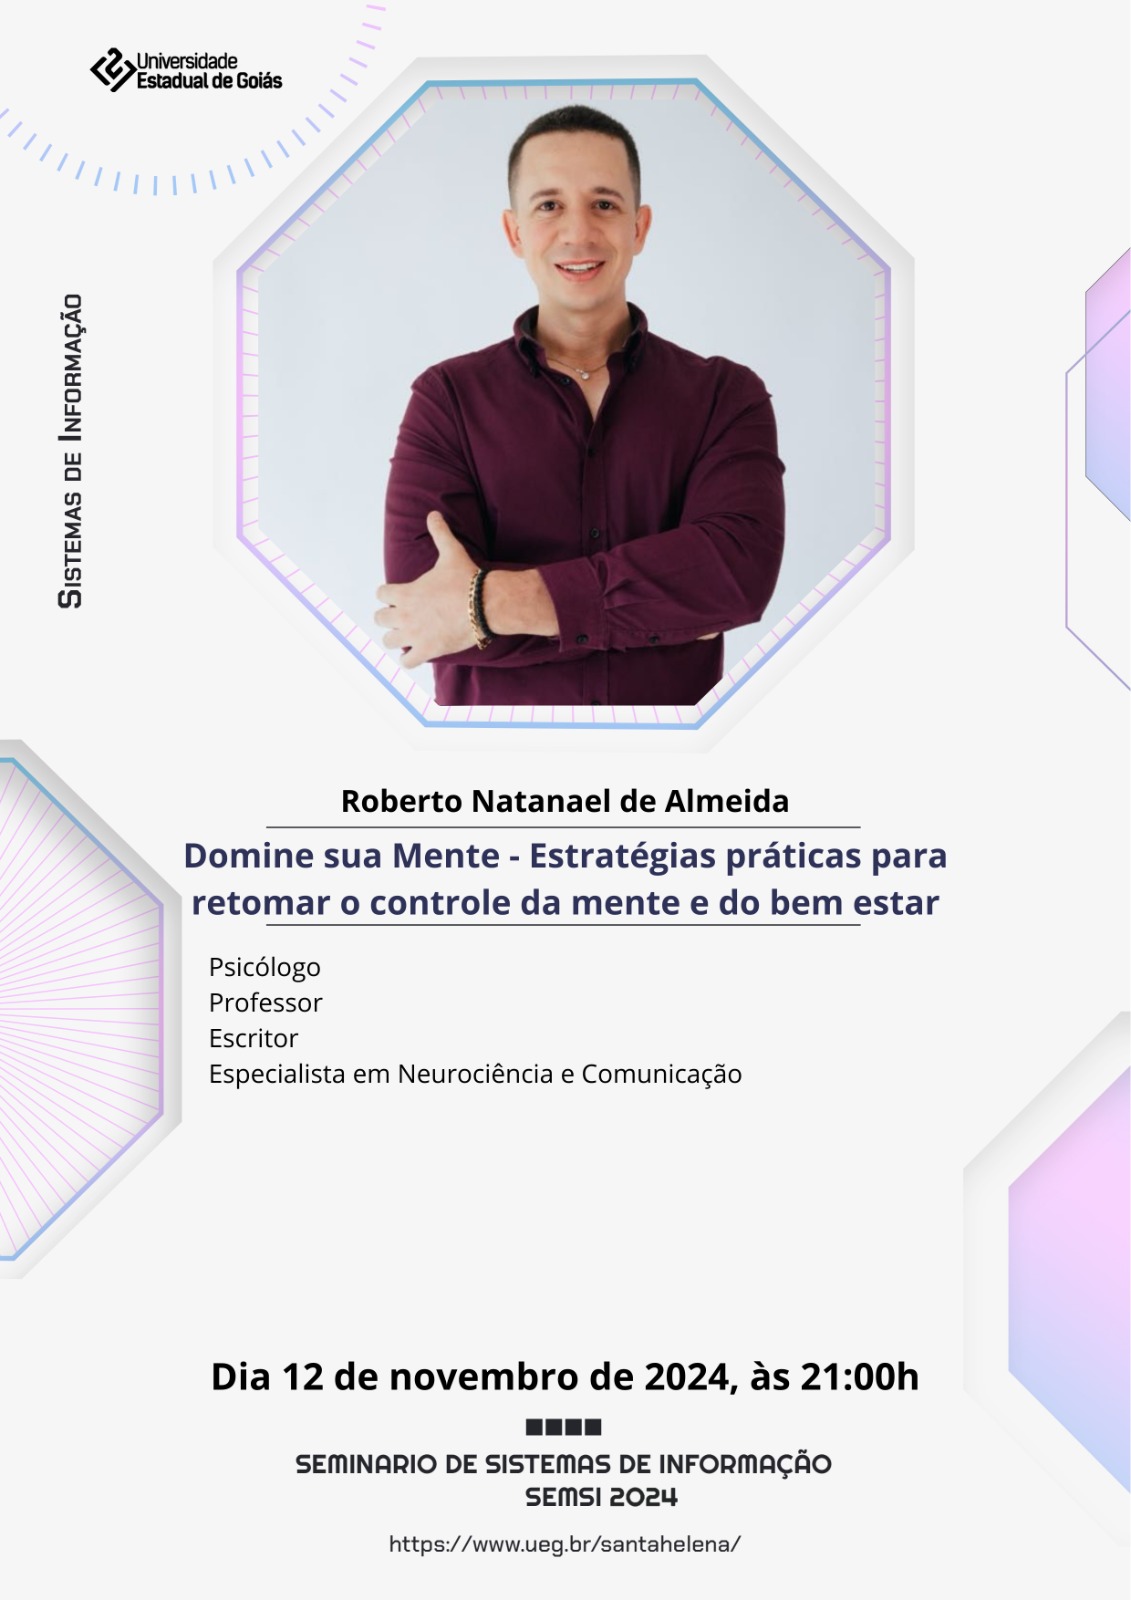 Universidade
Estadual de Goiás
Sistemas de Informação
Roberto Natanael de Almeida
Domine sua Mente - Estratégias práticas para
retomar o controle da mente e do bem estar
Psicólogo
Professor
Escritor
Especialista em Neurociência e Comunicação
Dia 12 de novembro de 2024, às 21:00h
SEMINARIO DE SISTEMAS DE INFORMAÇÃO
SEMSI 2024
https://www.ueg.br/santahelena/